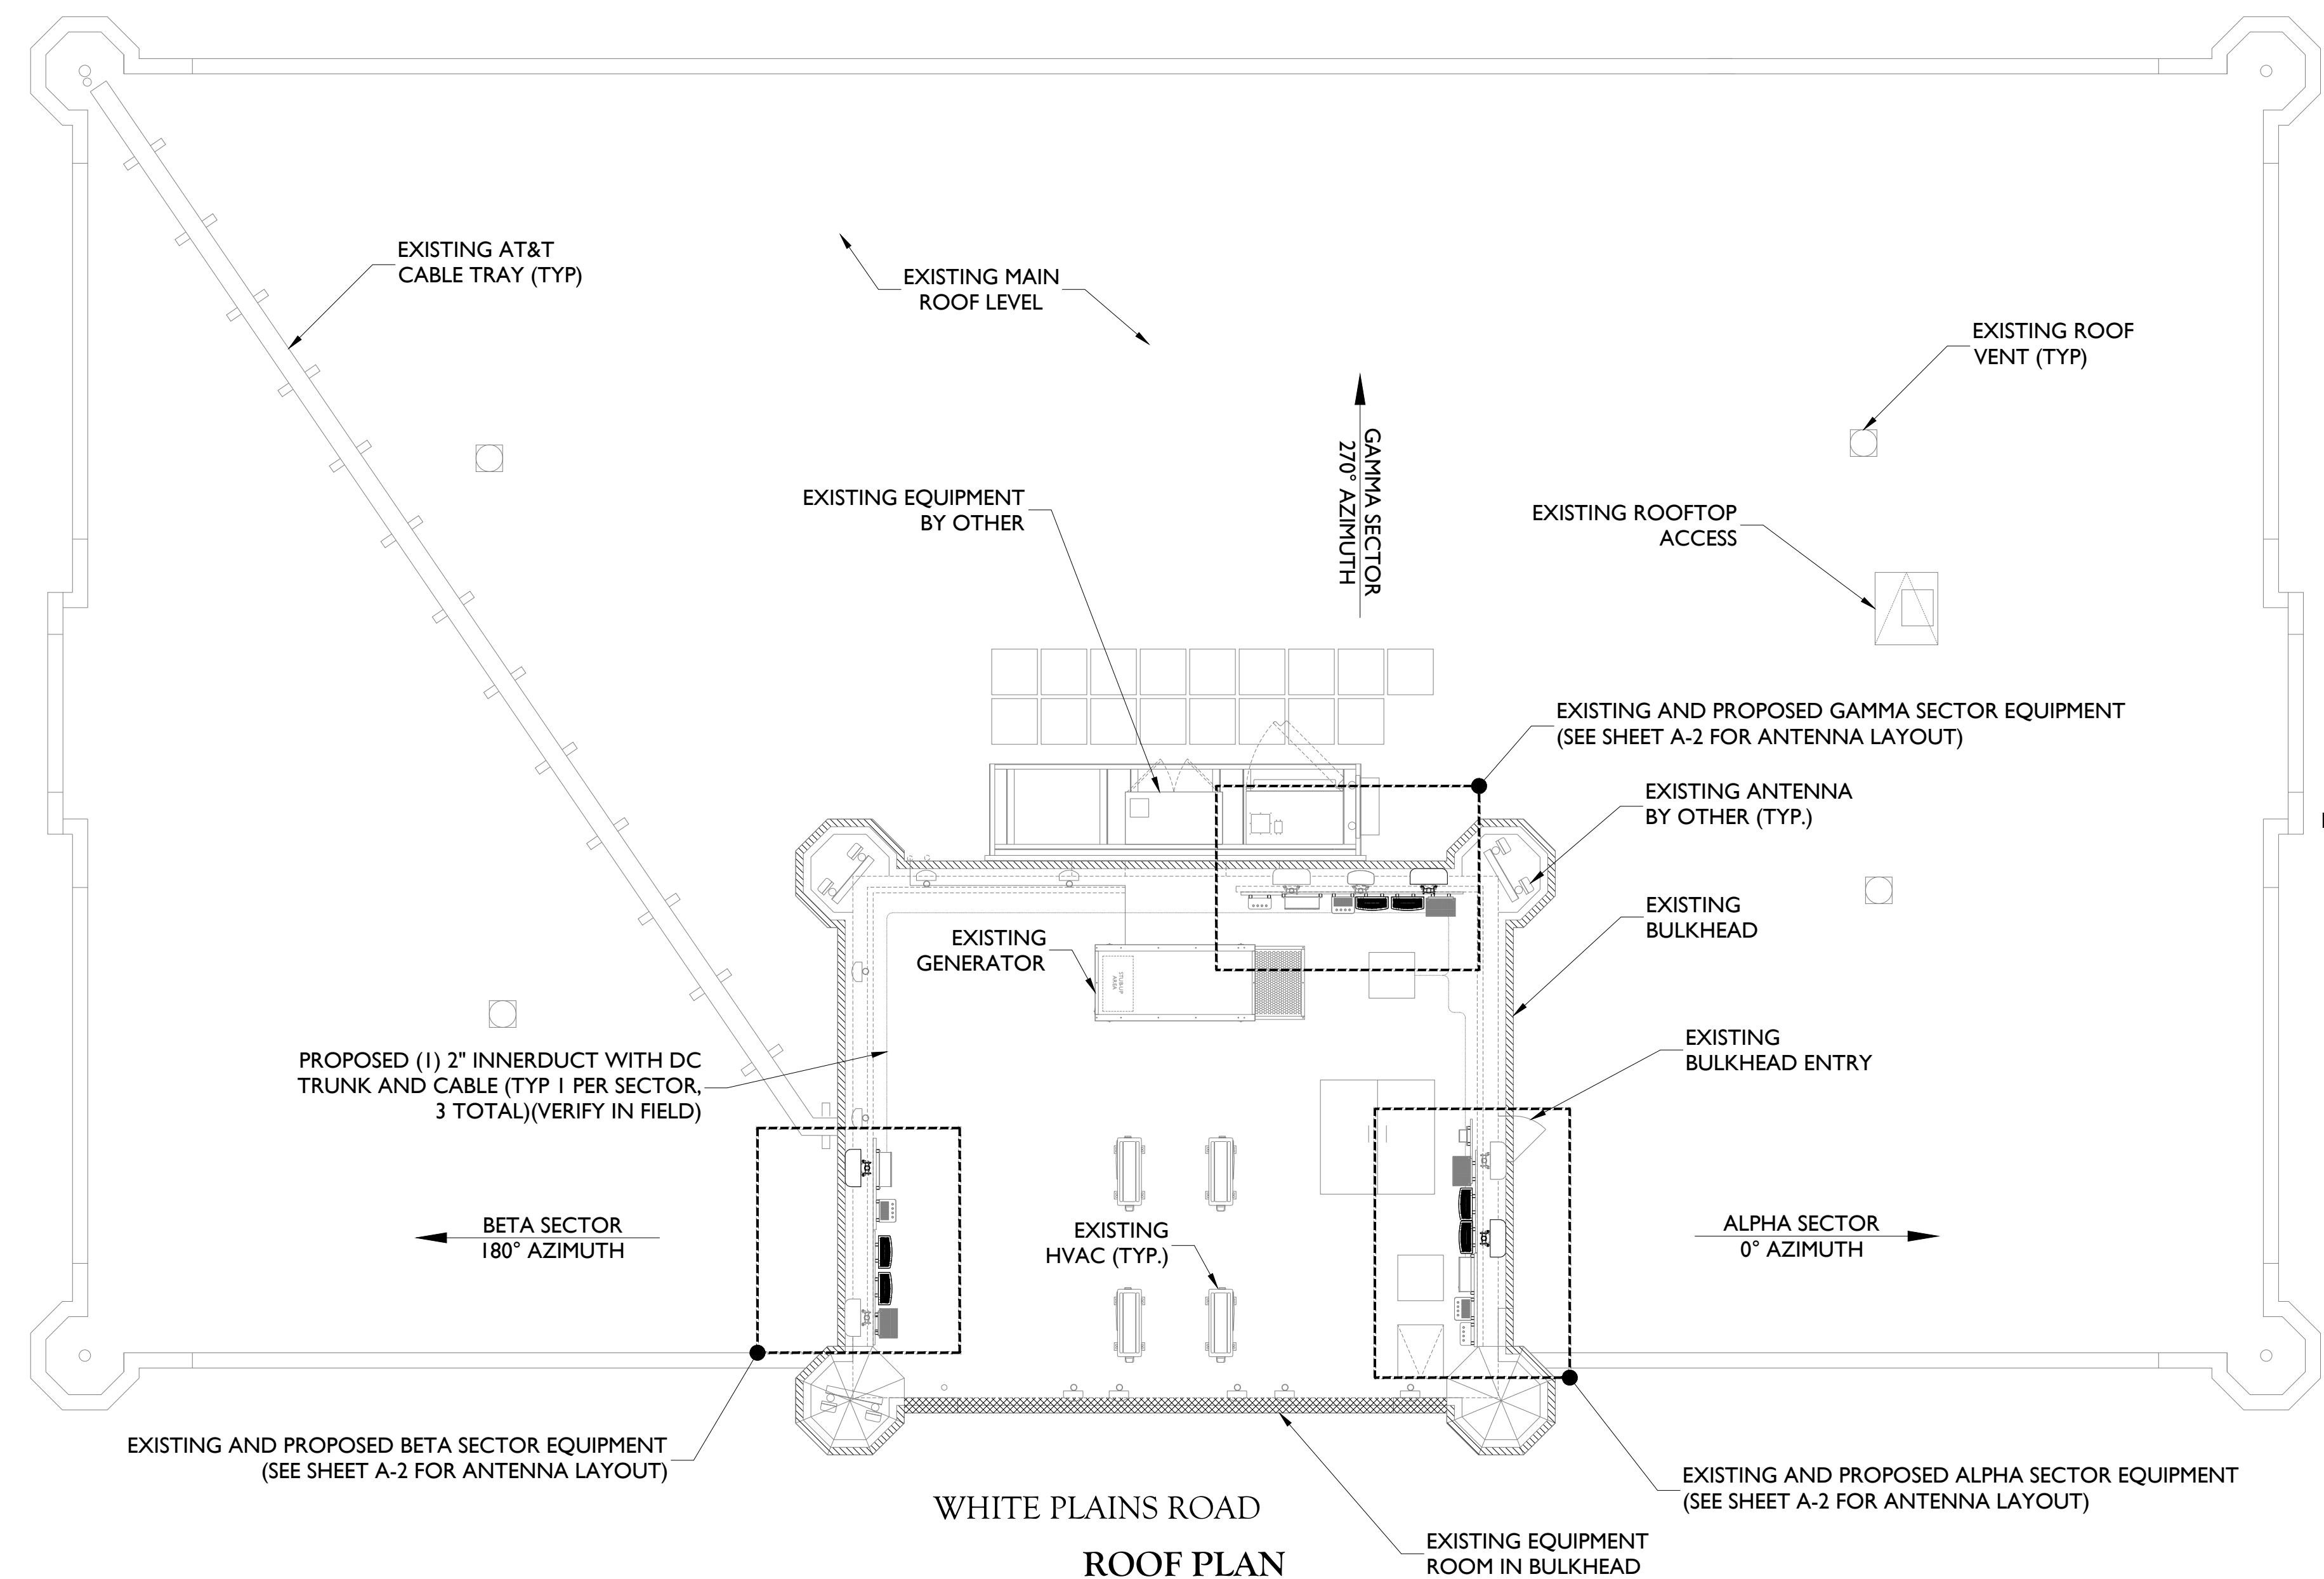 EXISTING AT&T
CABLE TRAY (TYP)
EXISTING MAIN
ROOF LEVEL
EXISTING ROOF
VENT (TYP)
GAMMA SECTOR
270° AZIMUTH
EXISTING EQUIPMENT
BY OTHER
EXISTING ROOFTOP
ACCESS
EXISTING AND PROPOSED GAMMA SECTOR EQUIPMENT
(SEE SHEET A-2 FOR ANTENNA LAYOUT)
EXISTING ANTENNA
BY OTHER (TYP.)
EXISTING
BULKHEAD
EXISTING
GENERATOR
STUB-UP
AREA
EXISTING
BULKHEAD ENTRY
PROPOSED (1) 2" INNERDUCT WITH DC
TRUNK AND CABLE (TYP 1 PER SECTOR,
3 TOTAL)(VERIFY IN FIELD)
BETA SECTOR
180° AZIMUTH
EXISTING
HVAC (TYP.)
ALPHA SECTOR
0° AZIMUTH
EXISTING AND PROPOSED BETA SECTOR EQUIPMENT
(SEE SHEET A-2 FOR ANTENNA LAYOUT)
EXISTING AND PROPOSED ALPHA SECTOR EQUIPMENT
(SEE SHEET A-2 FOR ANTENNA LAYOUT)
WHITE PLAINS ROAD
EXISTING EQUIPMENT
ROOM IN BULKHEAD
ROOF PLAN